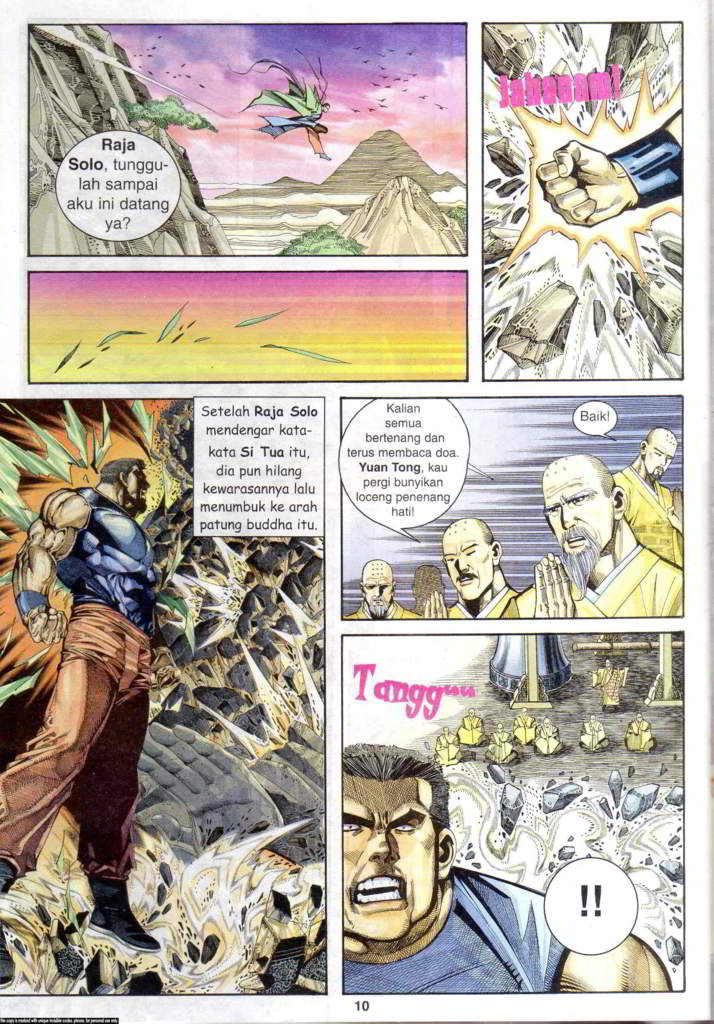 Raja
Solo, tunggu-
lah sampai
aku ini datang
ya?
Setelah Raja Solo
mendengar kata-
kata Si Tua itu,
dia pun hilang
kewarasannya lalu
menumbuk ke arah
patung buddha itu.
Kalian
semua
bertenang dan
terus membaca doa.
Yuan Tong, kau
pergi bunyikan
loceng penenang
hati!
Baik!
Tangguu
!!
10